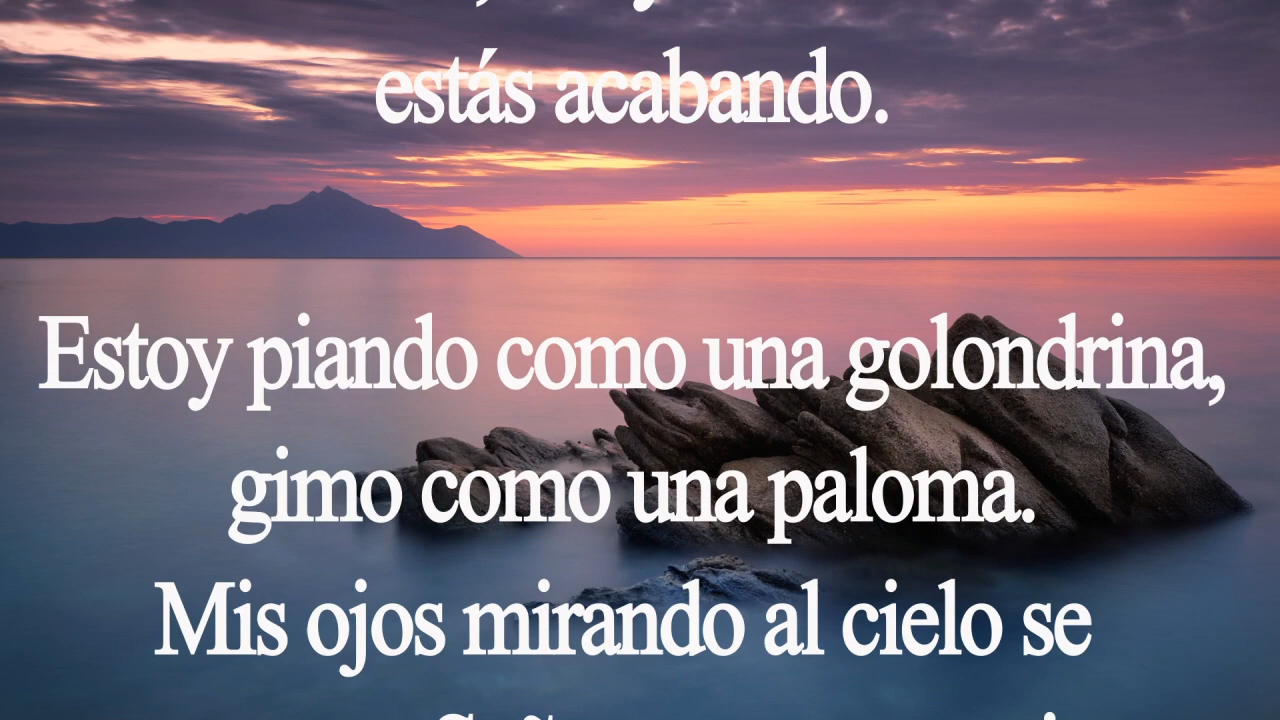 estás acabando.
Estoy piando como una golondrina,
gimo como una paloma.
Mis ojos mirando al cielo se